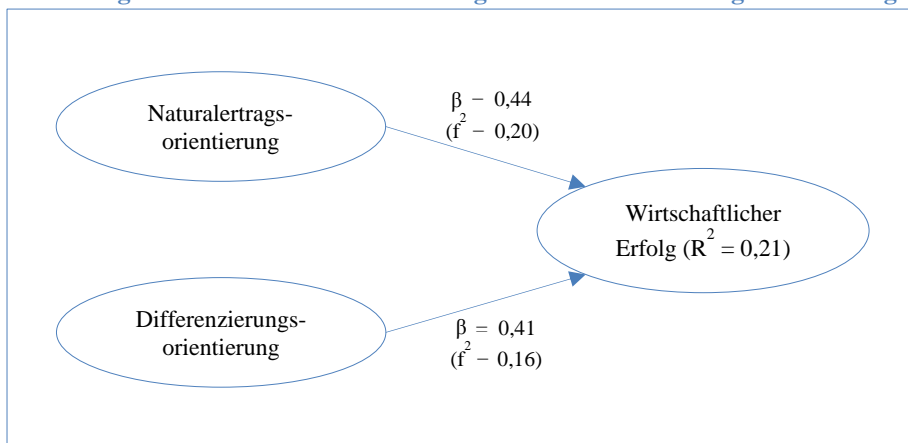 Naturalertrags-
orientierung
β − 0,44
(f² − 0,20)
Wirtschaftlicher
Erfolg (R² = 0,21)
Differenzierungs-
orientierung
β = 0,41
(f² − 0,16)